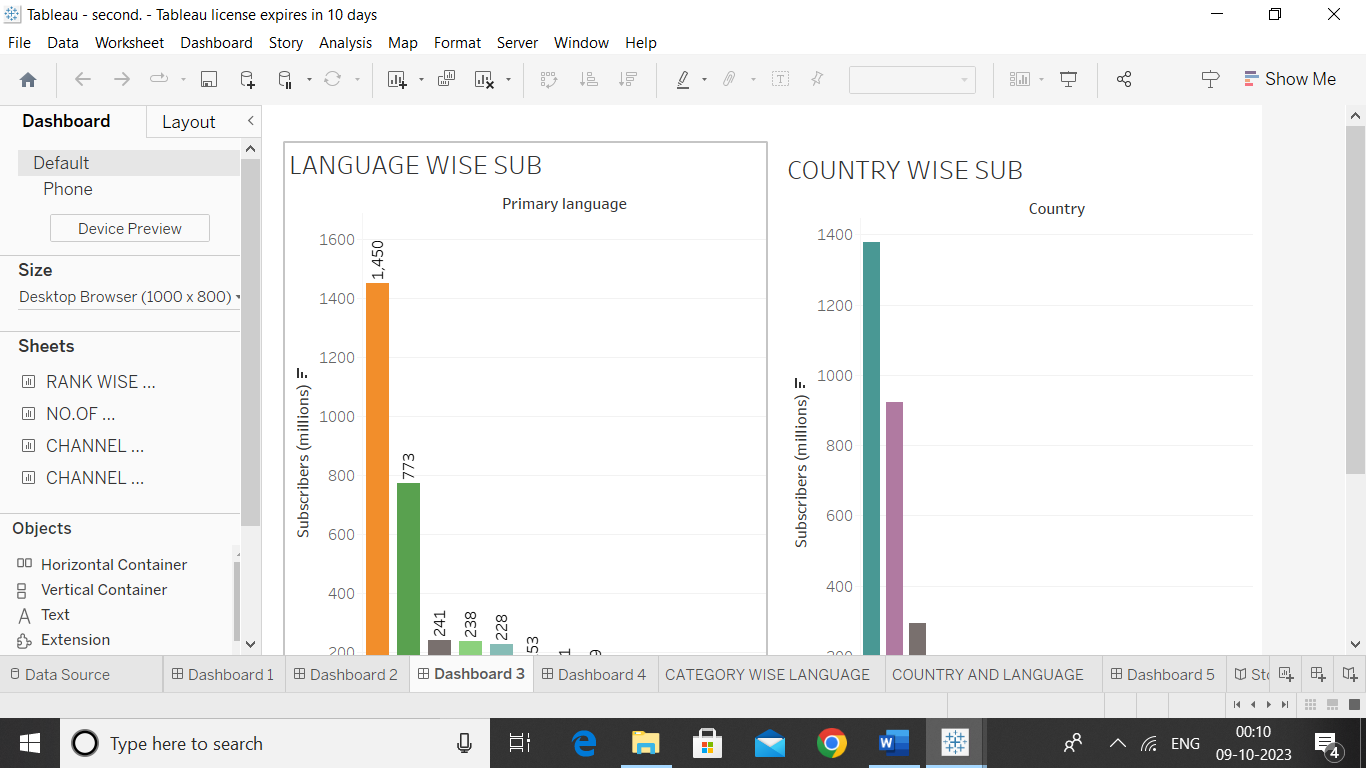 Tableau - second. - Tableau license expires in 10 days
File Data Worksheet Dashboard Story Analysis Map Format Server Window Help
Show Me
Dashboard Layout
Default
Phone
Device Preview
Size
Desktop Browser (1000 x 800)
Sheets
RANK WISE ...
NO.OF ...
CHANNEL ...
CHANNEL ...
Objects
Horizontal Container
Vertical Container
Text
Extension
LANGUAGE WISE SUB
Primary language
Subscribers (millions)
1600
1400
1200
1000
800
600
400
200
1,450
773
241
238
228
53
1
9
COUNTRY WISE SUB
Country
Subscribers (millions)
1400
1200
1000
800
600
400
200
Data Source Dashboard 1 Dashboard 2 Dashboard 3 Dashboard 4 CATEGORY WISE LANGUAGE COUNTRY AND LANGUAGE Dashboard 5 Sto
Type here to search
ENG
00:10
09-10-2023
4